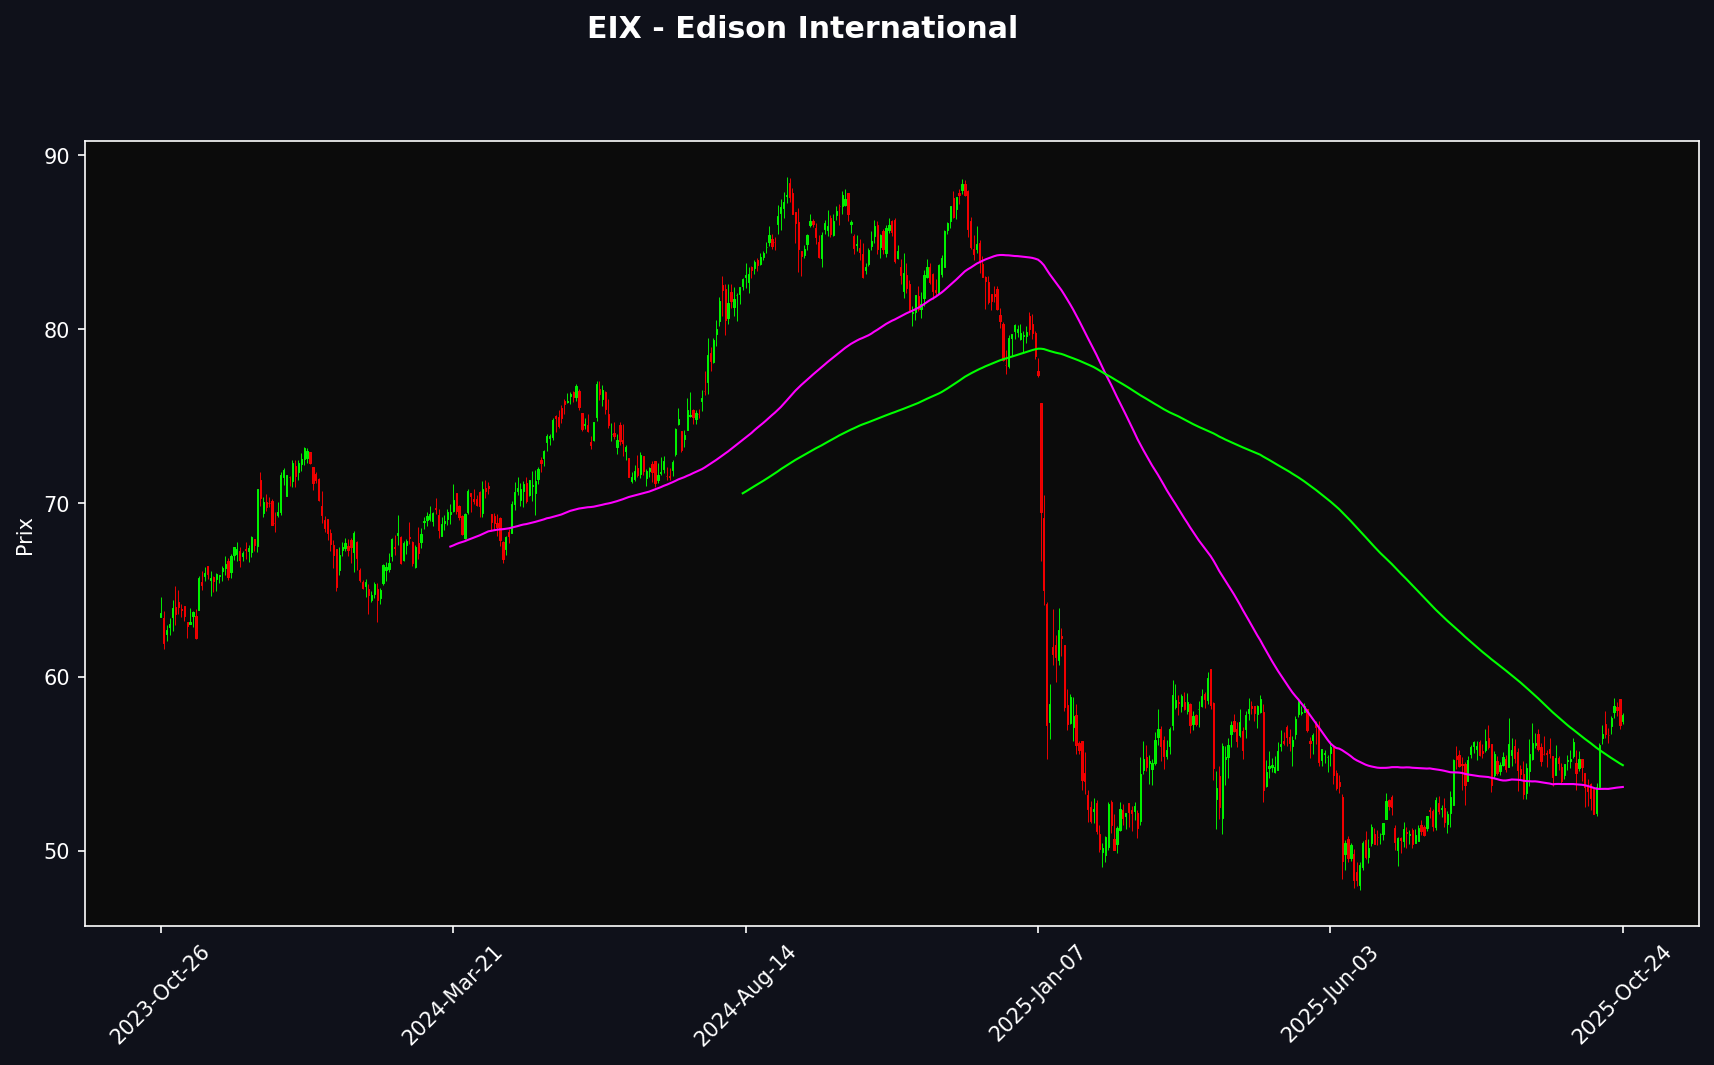 EIX - Edison International
Prix
90
80
70
60
50
2023-Oct-26
2024-Mar-21
2024-Aug-14
2025-Jan-07
2025-Jun-03
2025-Oct-24